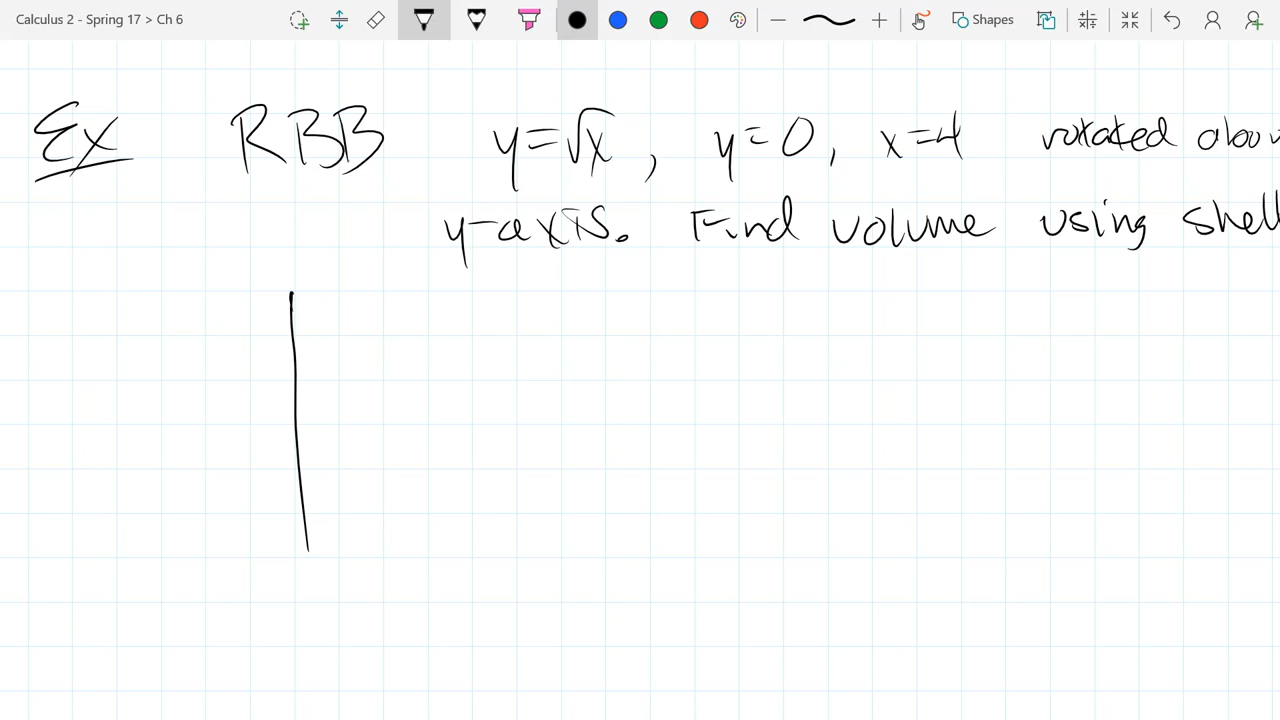 Calculus 2 - Spring 17 > Ch 6
Shapes
Ex RBB y=√x, y=0, x=4 rotated abou
y-axis. Find volume using shell